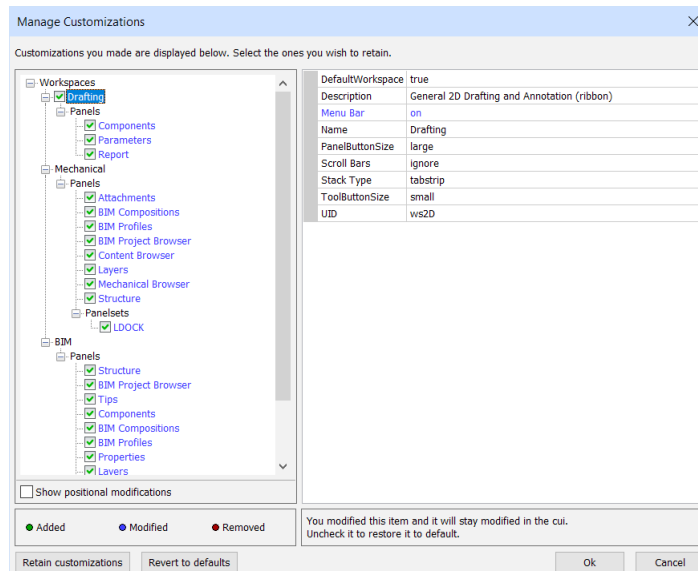 Manage Customizations
Customizations you made are displayed below. Select the ones you wish to retain.
Workspaces
Drafting
Panels
Components
Parameters
Report
Mechanical
Panels
Attachments
BIM Compositions
BIM Profiles
BIM Project Browser
Content Browser
Layers
Mechanical Browser
Structure
Panelsets
LDOCK
BIM
Panels
Structure
BIM Project Browser
Tips
Components
BIM Compositions
BIM Profiles
Properties
Layers
Show positional modifications
DefaultWorkspace true
Description General 2D Drafting and Annotation (ribbon)
Menu Bar on
Name Drafting
PanelButtonSize large
Scroll Bars ignore
Stack Type tabstrip
ToolButtonSize small
UID ws2D
Added Modified Removed
You modified this item and it will stay modified in the cui.
Uncheck it to restore it to default.
Retain customizations Revert to defaults Ok Cancel